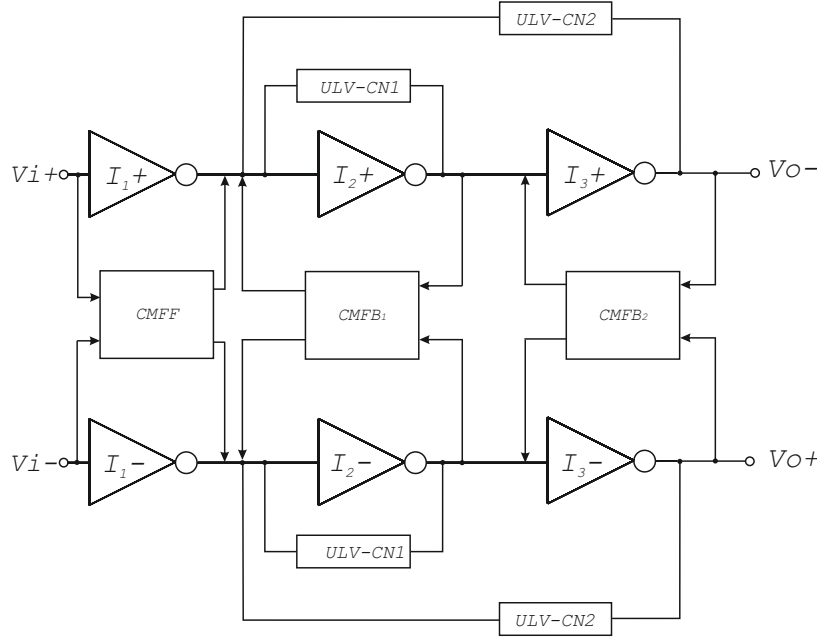 ULV-CN2
ULV-CN1
Vi+
I₁+
I₂+
I₃+
Vo-
CMFF
CMFB₁
CMFB₂
Vi-
I₁-
I₂-
I₃-
Vo+
ULV-CN1
ULV-CN2